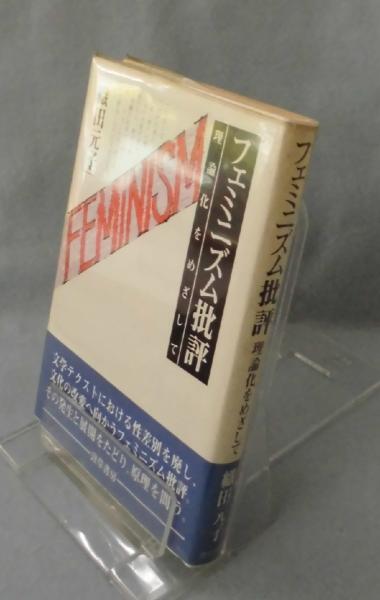 フェミニズム批評
理論化をめざして
織田元子
FEMINISM
文学テクストにおける性差別を廃し、
文化の改変へ向かうフェミニズム批評。
その発生と展開をたどり、原理を問う。
勁草書房
フェミニズム批評
理論化をめざして
織田元子